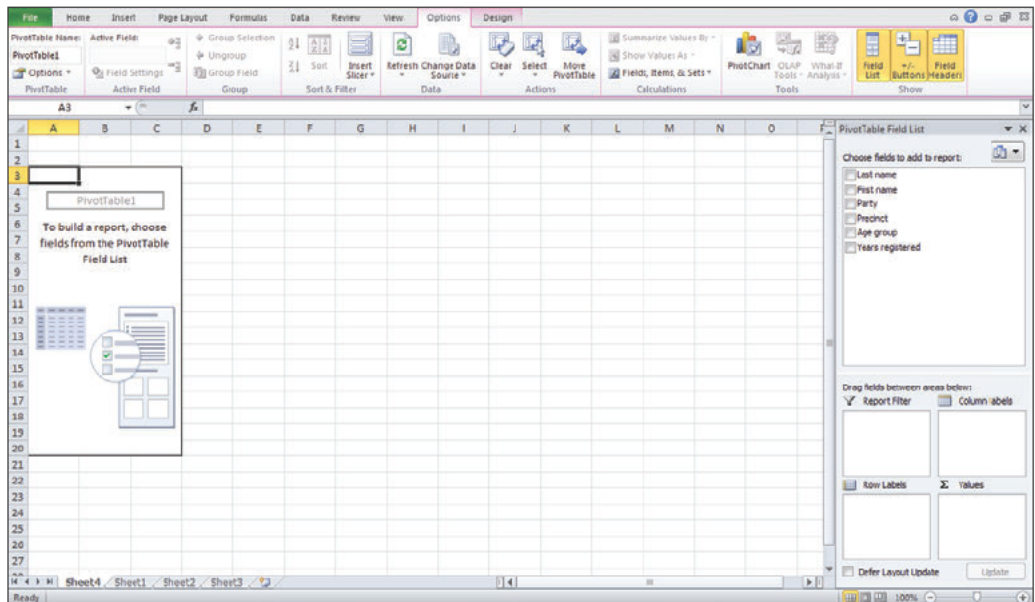 File Home Insert Page Layout Formulas Data Review View Options Design
PivotTable Name: Active Field: Group Selection Summarize Values By
PivotTable1 Ungroup Sort Insert Slicer Refresh Change Data Source Clear Select Move PivotTable Show Values As PivotChart OLAP Tools What-If Analysis Field List +/- Buttons Field Headers
Options Field Settings Group Field Fields, Items, & Sets
PivotTable Active Field Group Sort & Filter Data Actions Calculations Tools Show
A3 fx
A B C D E F G H I J K L M N O
PivotTable Field List
1
2
3
4
5
6
7
8
9
10
11
12
13
14
15
16
17
18
19
20
21
22
23
24
25
26
27
PivotTable1
To build a report, choose
fields from the PivotTable
Field List
Choose fields to add to report:
Last name
First name
Party
Precinct
Age group
Years registered
Drag fields between areas below:
Report Filter Column labels
Row Labels Σ Values
Defer Layout Update Update
Sheet4 Sheet1 Sheet2 Sheet3
Ready 100%